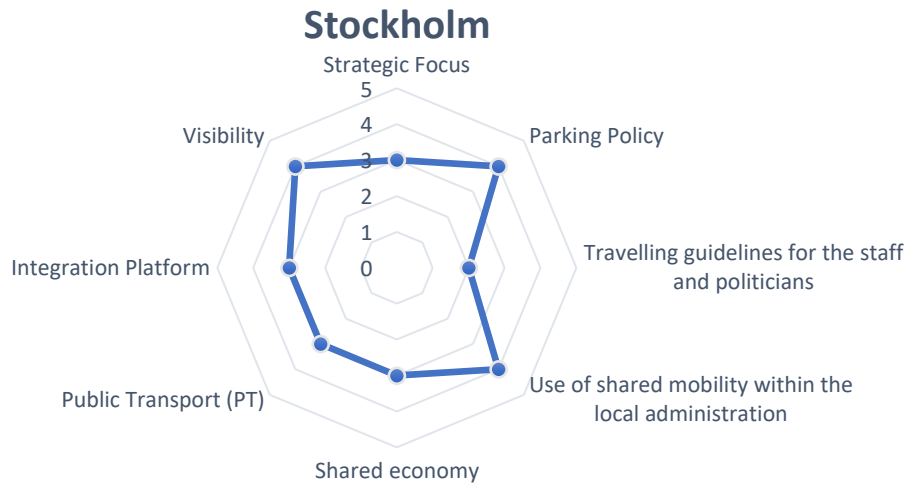 Stockholm
Strategic Focus
5
4
3
2
1
0
Visibility
Parking Policy
Integration Platform
Travelling guidelines for the staff
and politicians
Public Transport (PT)
Use of shared mobility within the
local administration
Shared economy